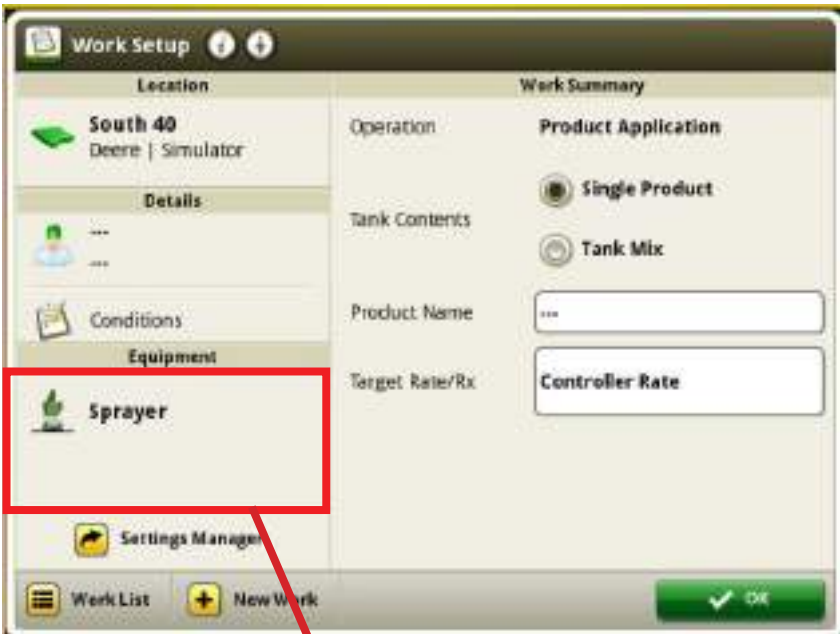 Work Setup
Location
South 40
Deere | Simulator
Details
---
---
Conditions
Equipment
Sprayer
Settings Manager
Work List
New Work
Work Summary
Operation
Product Application
Tank Contents
Single Product
Tank Mix
Product Name
---
Target Rate/Rx
Controller Rate
OK